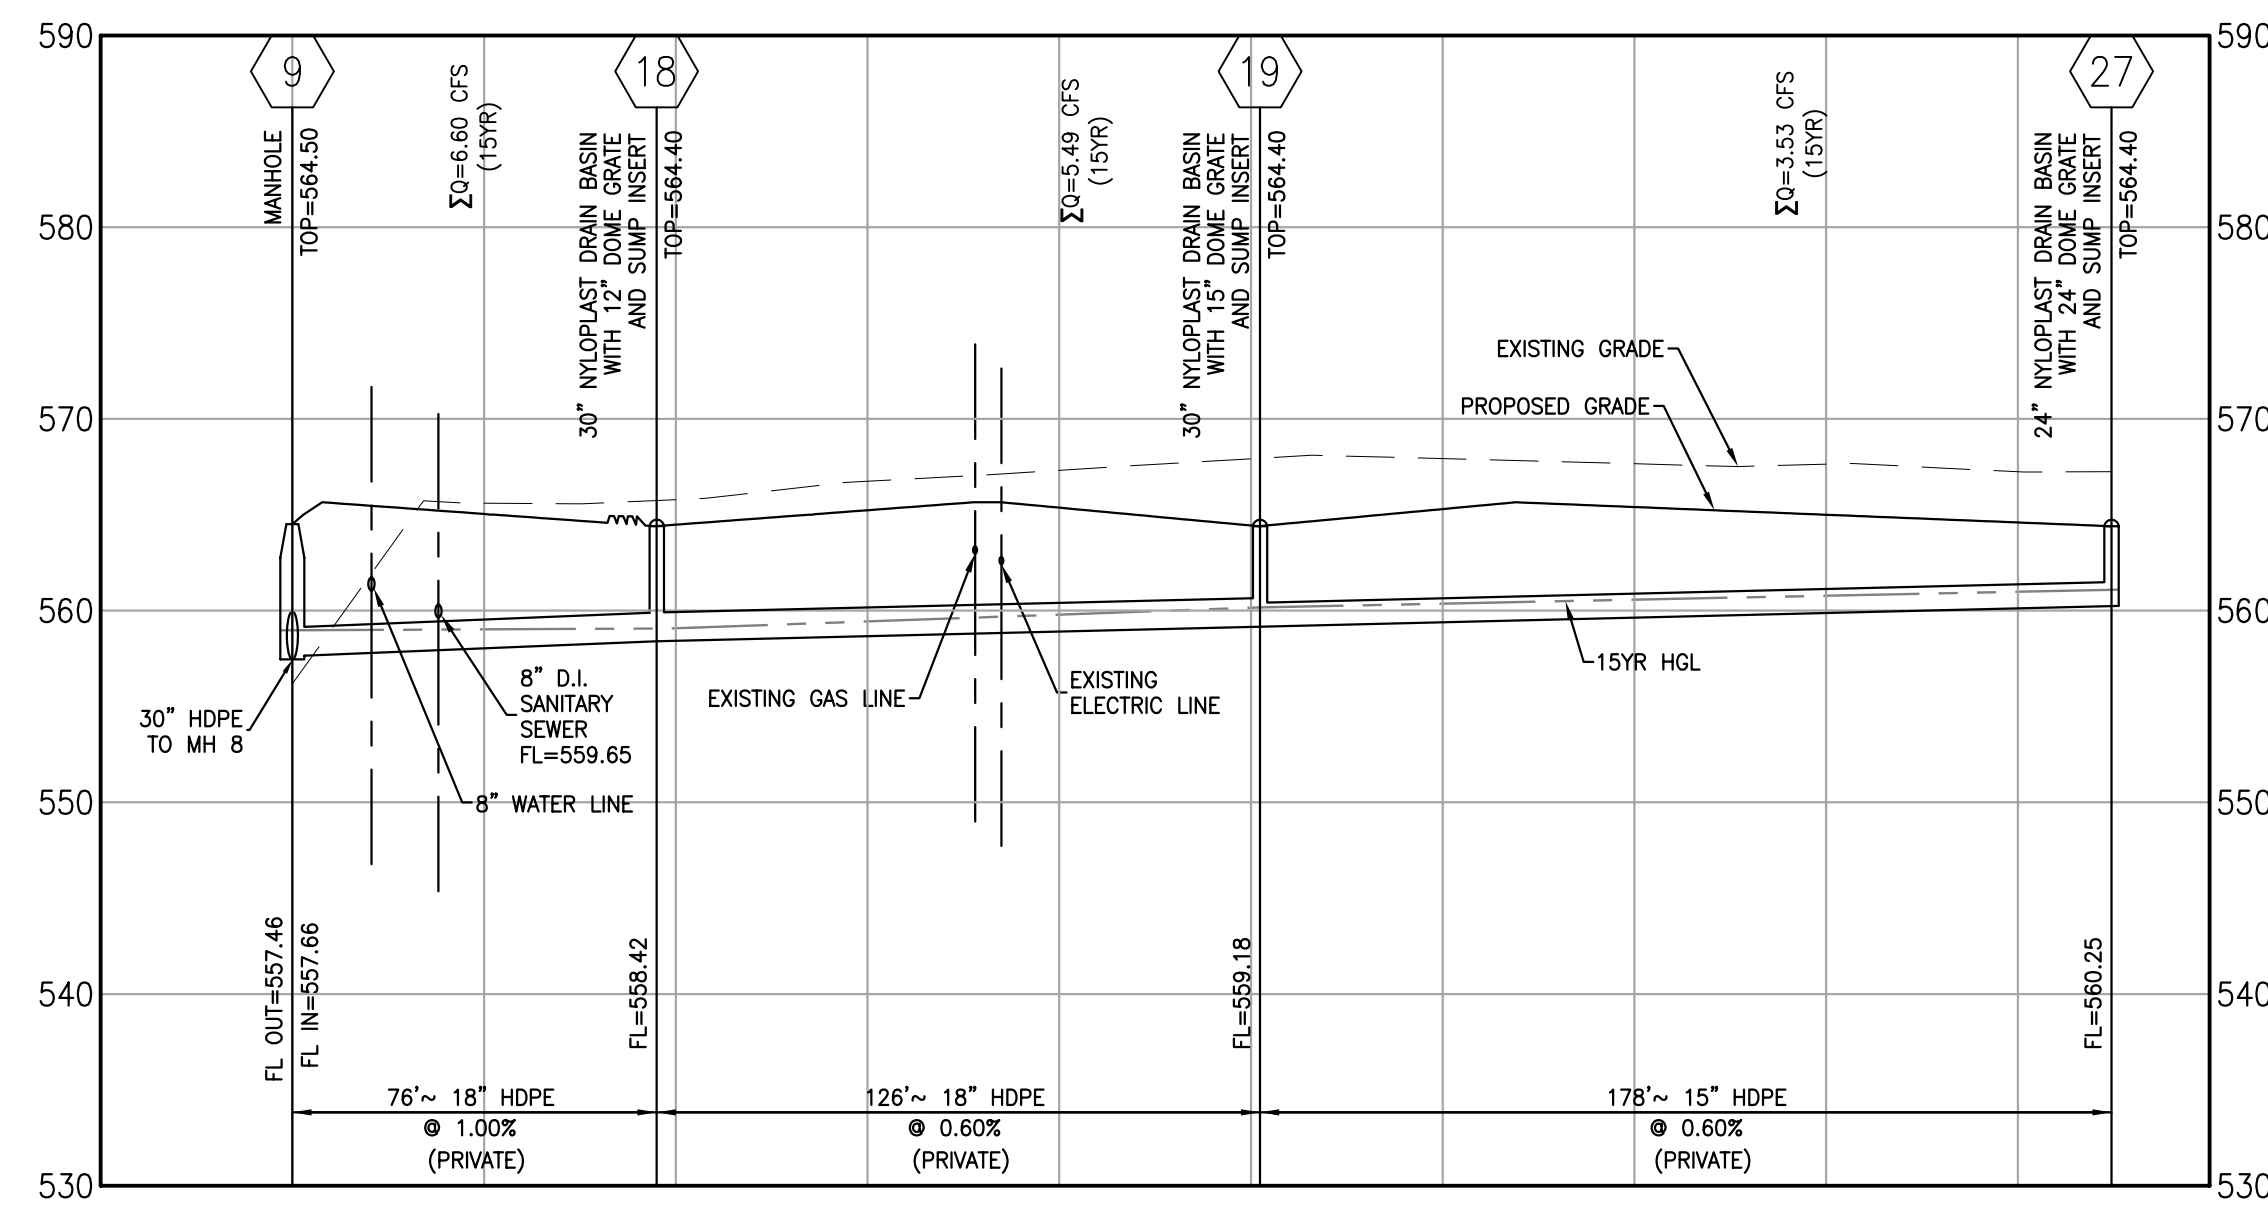 590
580
570
560
550
540
530
9
MANHOLE
TOP=564.50
ΣQ=6.60 CFS
(15YR)
18
30" NYLOPLAST DRAIN BASIN
WITH 12" DOME GRATE
AND SUMP INSERT
TOP=564.40
ΣQ=5.49 CFS
(15YR)
19
30" NYLOPLAST DRAIN BASIN
WITH 15" DOME GRATE
AND SUMP INSERT
TOP=564.40
ΣQ=3.53 CFS
(15YR)
27
24" NYLOPLAST DRAIN BASIN
WITH 24" DOME GRATE
AND SUMP INSERT
TOP=564.40
EXISTING GRADE
PROPOSED GRADE
30" HDPE
TO MH 8
8" D.I.
SANITARY
SEWER
FL=559.65
8" WATER LINE
EXISTING GAS LINE
EXISTING
ELECTRIC LINE
15YR HGL
FL OUT=557.46
FL IN=557.66
FL=558.42
FL=559.18
FL=560.25
76'~ 18" HDPE
@ 1.00%
(PRIVATE)
126'~ 18" HDPE
@ 0.60%
(PRIVATE)
178'~ 15" HDPE
@ 0.60%
(PRIVATE)
590
580
570
560
550
540
530